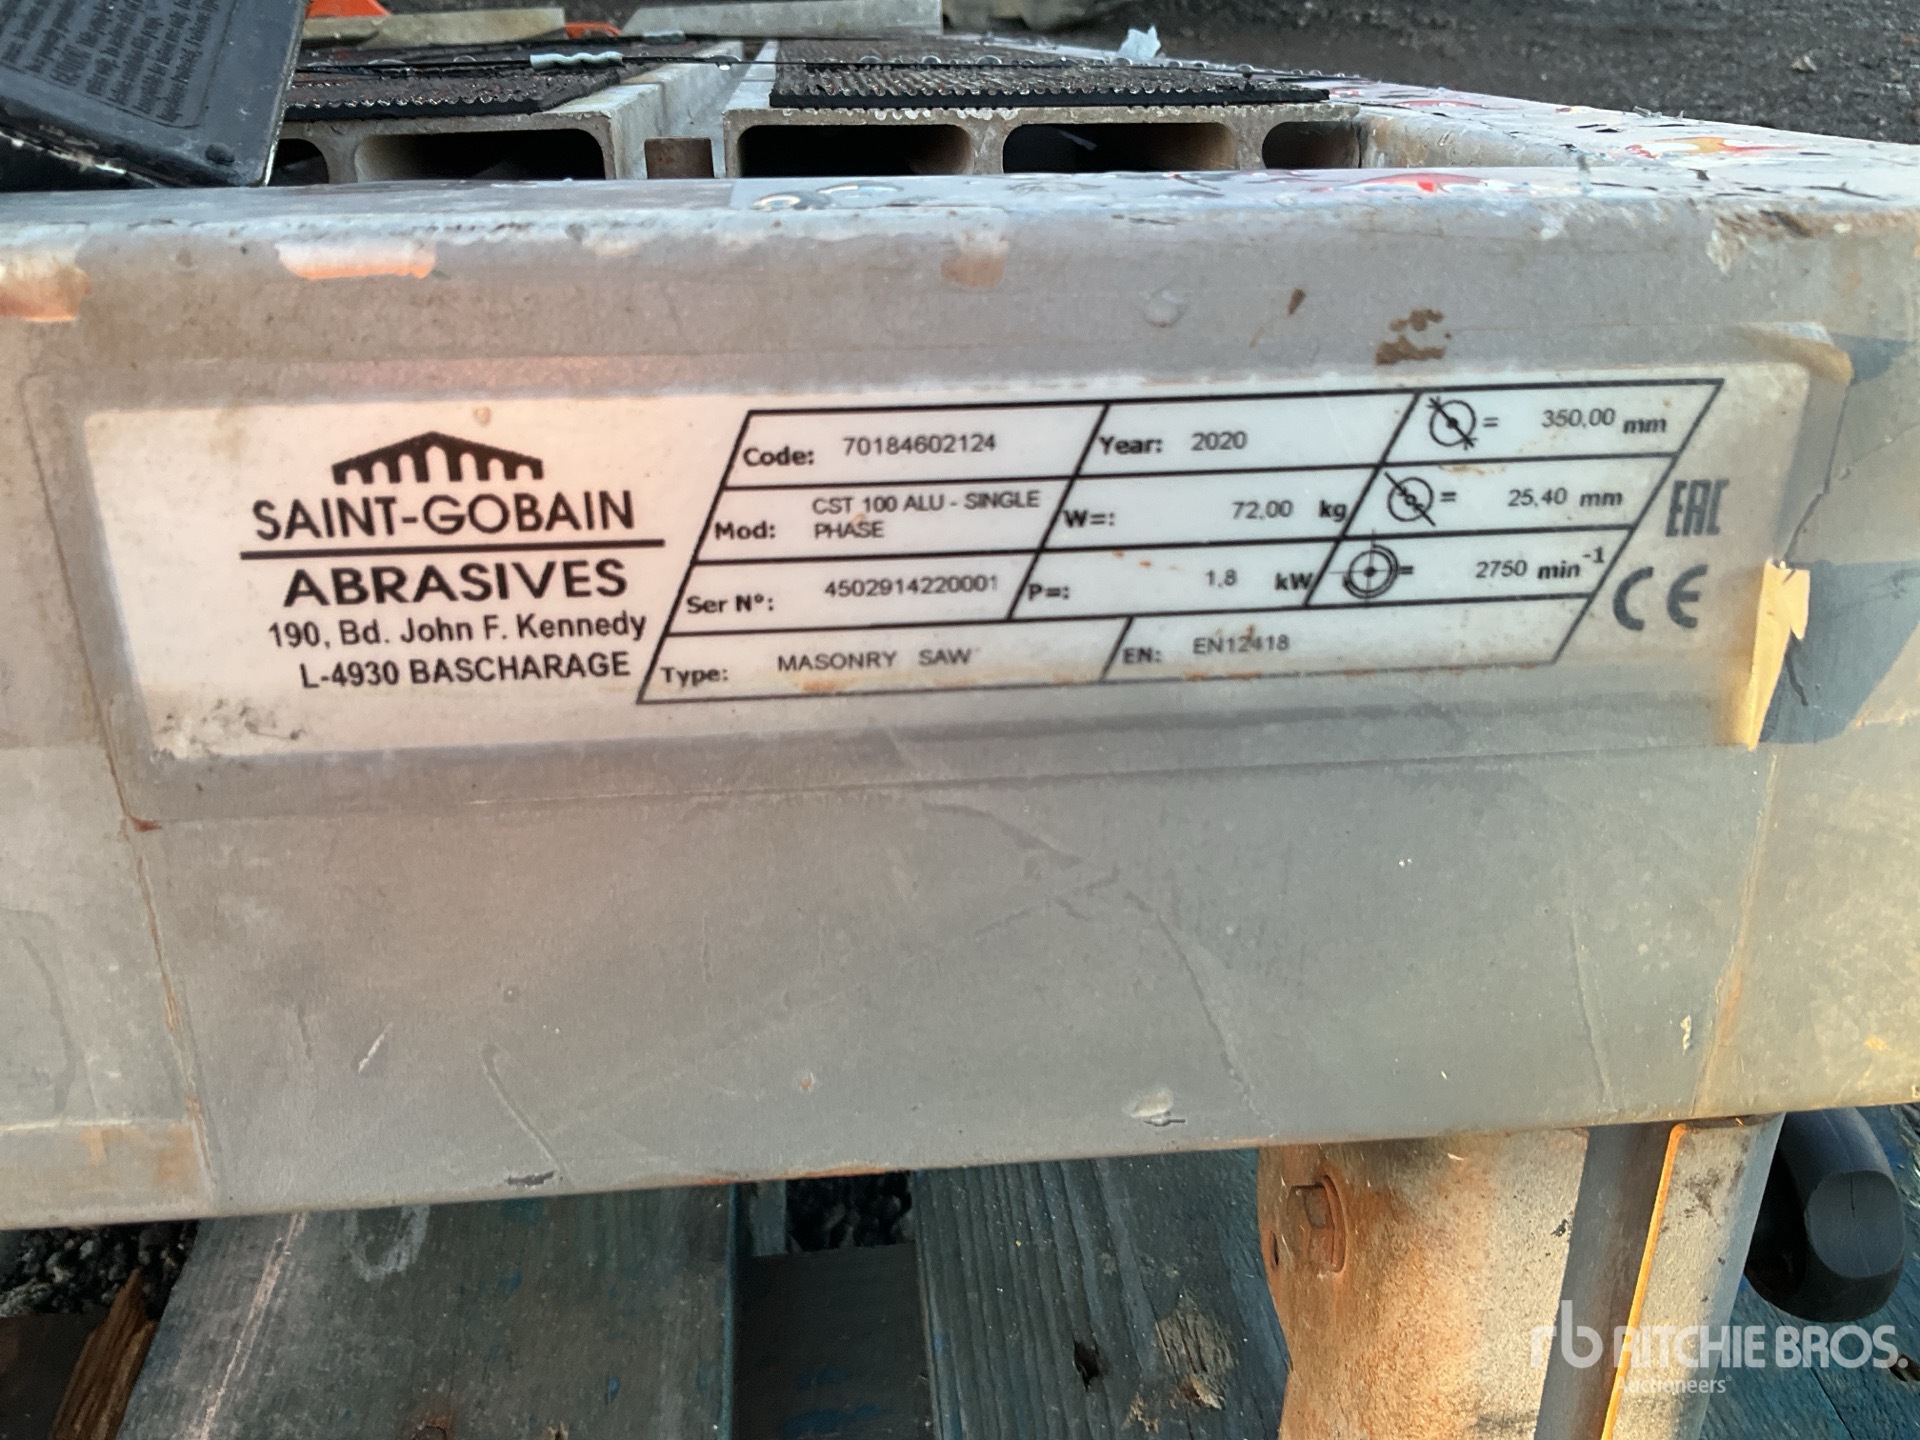 SAINT-GOBAIN
ABRASIVES
190, Bd. John F. Kennedy
L-4930 BASCHARAGE
Code: 70184602124
Year: 2020
= 350,00 mm
Mod: CST 100 ALU - SINGLE
PHASE
W=: 72,00 kg
= 25,40 mm
Ser N°: 4502914220001
P=: 1,8 kW
= 2750 min-1
Type: MASONRY SAW
EN: EN12418
EAC
CE
rb RITCHIE BROS.
Auctioneers